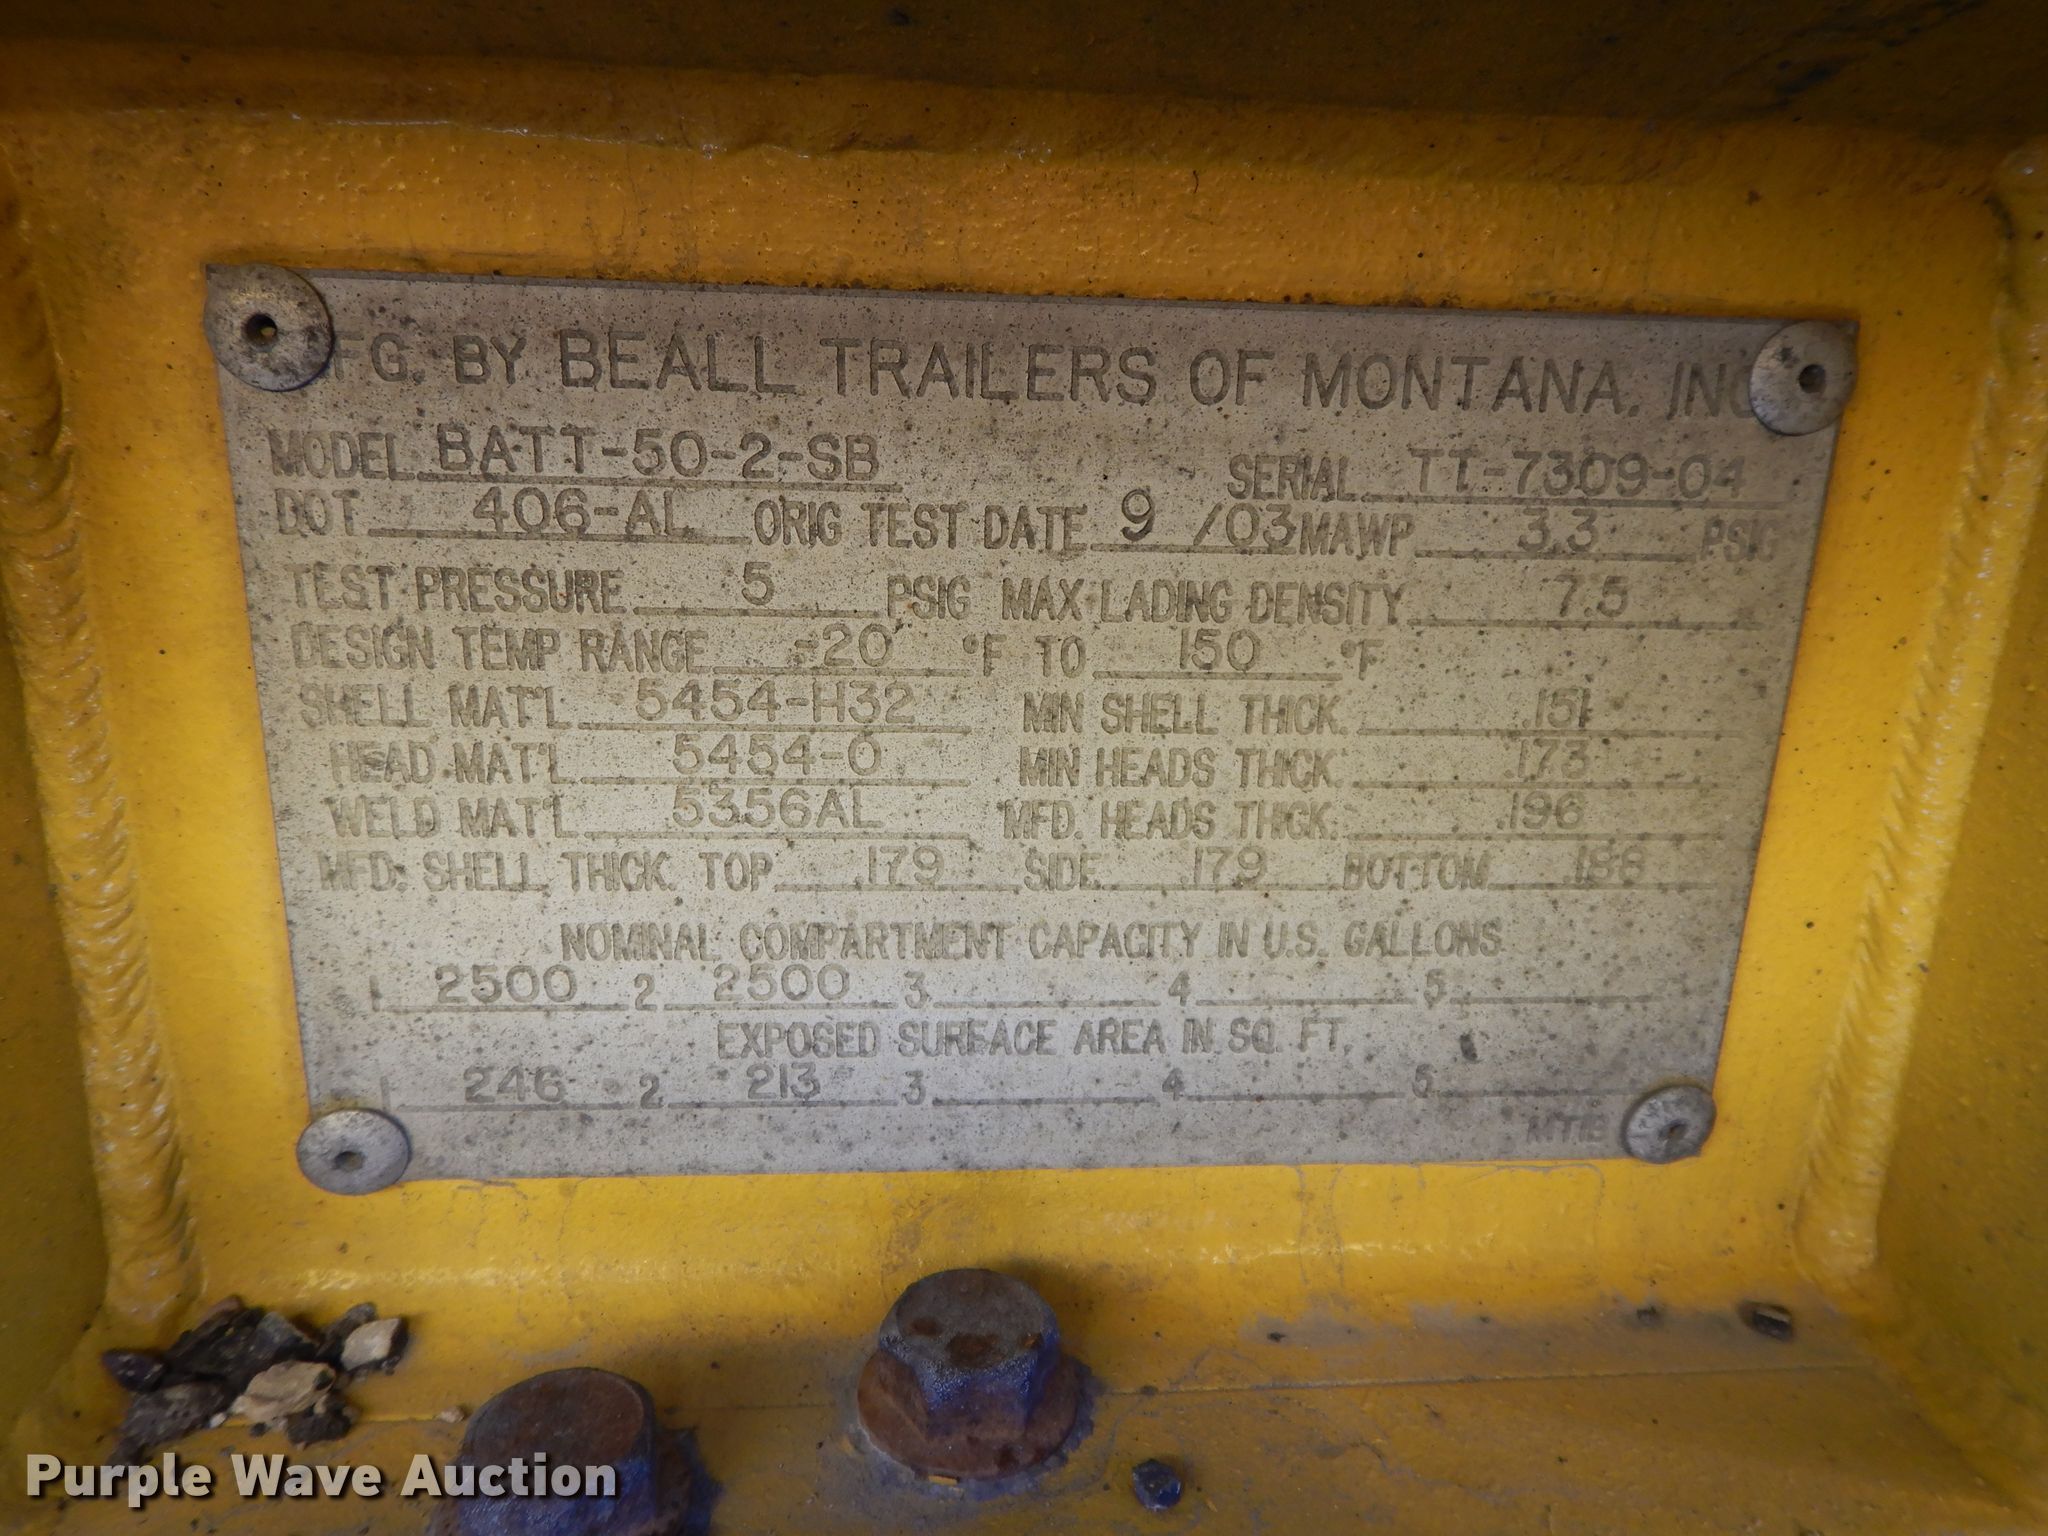 MFG. BY BEALL TRAILERS OF MONTANA, INC
MODEL BATT-50-2-SB SERIAL TT-7309-04
DOT 406-AL ORIG TEST DATE 9 /03 MAWP 3.3 PSIG
TEST PRESSURE 5 PSIG MAX LADING DENSITY 7.5
DESIGN TEMP RANGE -20 °F TO 150 °F
SHELL MAT'L 5454-H32 MIN SHELL THICK. .151
HEAD MAT'L 5454-O MIN HEADS THICK. .173
WELD MAT'L 5356AL MFD. HEADS THICK. .196
MFD. SHELL THICK. TOP .179 SIDE .179 BOTTOM .188
NOMINAL COMPARTMENT CAPACITY IN U.S. GALLONS
1 2500 2 2500 3 4 5
EXPOSED SURFACE AREA IN SQ. FT.
1 246 2 213 3 4 5
Purple Wave Auction